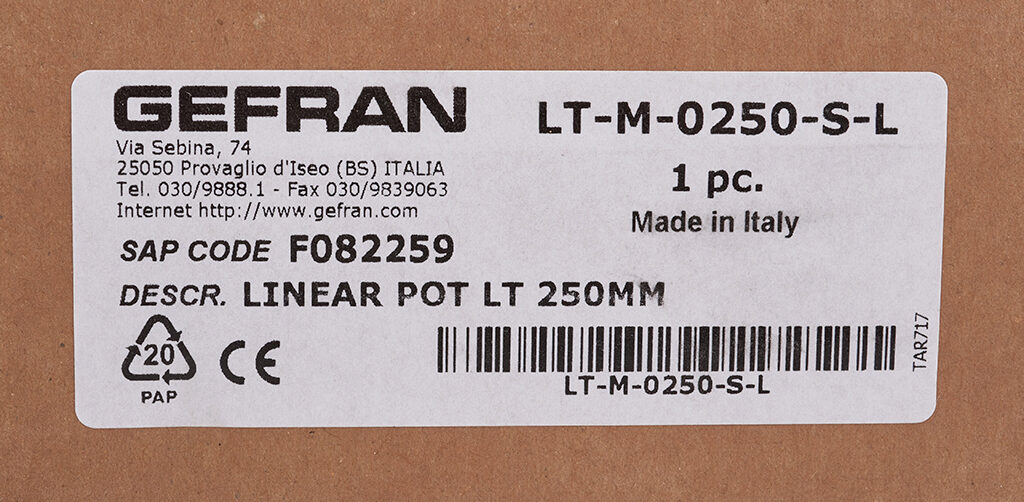 GEFRAN
Via Sebina, 74
25050 Provaglio d'Iseo (BS) ITALIA
Tel. 030/9888.1 - Fax 030/9839063
Internet http://www.gefran.com
LT-M-0250-S-L
1 pc.
Made in Italy
SAP CODE F082259
DESCR. LINEAR POT LT 250MM
20
PAP
CE
LT-M-0250-S-L
TAR717